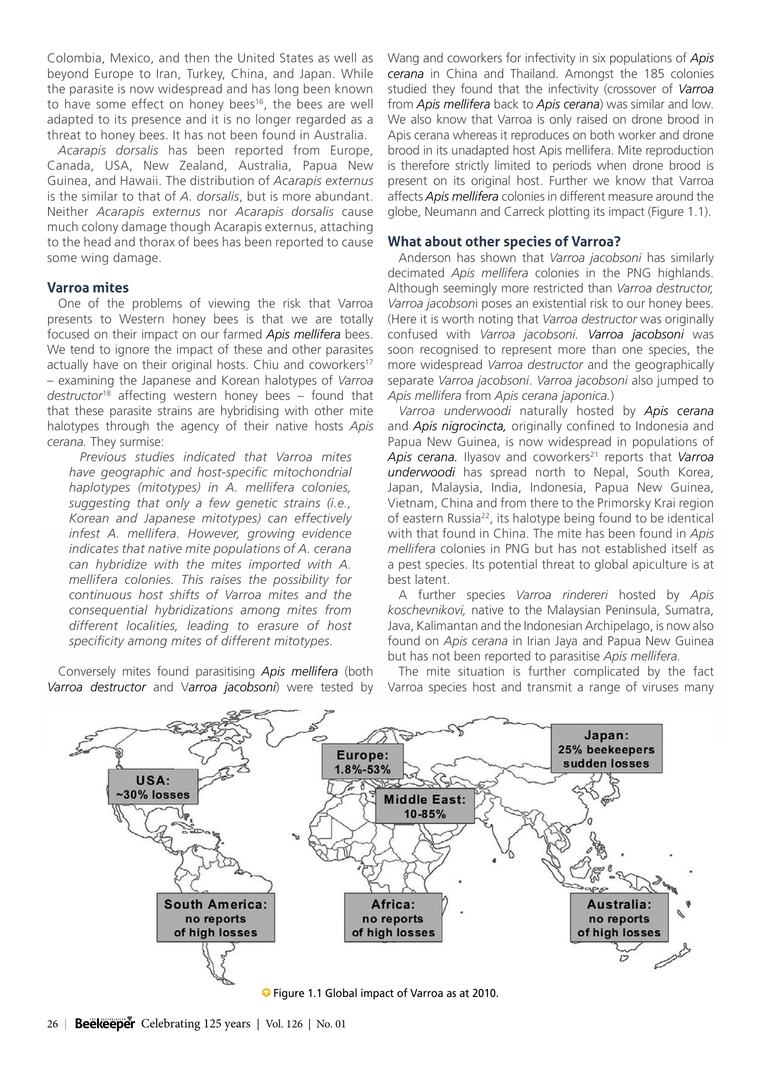 Colombia, Mexico, and then the United States as well as
beyond Europe to Iran, Turkey, China, and Japan. While
the parasite is now widespread and has long been known
to have some effect on honey bees16, the bees are well
adapted to its presence and it is no longer regarded as a
threat to honey bees. It has not been found in Australia.
Acarapis dorsalis has been reported from Europe,
Canada, USA, New Zealand, Australia, Papua New
Guinea, and Hawaii. The distribution of Acarapis externus
is the similar to that of A. dorsalis, but is more abundant.
Neither Acarapis externus nor Acarapis dorsalis cause
much colony damage though Acarapis externus, attaching
to the head and thorax of bees has been reported to cause
some wing damage.
Varroa mites
One of the problems of viewing the risk that Varroa
presents to Western honey bees is that we are totally
focused on their impact on our farmed Apis mellifera bees.
We tend to ignore the impact of these and other parasites
actually have on their original hosts. Chiu and coworkers17
– examining the Japanese and Korean halotypes of Varroa
destructor18 affecting western honey bees – found that
that these parasite strains are hybridising with other mite
halotypes through the agency of their native hosts Apis
cerana. They surmise:
Previous studies indicated that Varroa mites
have geographic and host-specific mitochondrial
haplotypes (mitotypes) in A. mellifera colonies,
suggesting that only a few genetic strains (i.e.,
Korean and Japanese mitotypes) can effectively
infest A. mellifera. However, growing evidence
indicates that native mite populations of A. cerana
can hybridize with the mites imported with A.
mellifera colonies. This raises the possibility for
continuous host shifts of Varroa mites and the
consequential hybridizations among mites from
different localities, leading to erasure of host
specificity among mites of different mitotypes.
Conversely mites found parasitising Apis mellifera (both
Varroa destructor and Varroa jacobsoni) were tested by
Wang and coworkers for infectivity in six populations of Apis
cerana in China and Thailand. Amongst the 185 colonies
studied they found that the infectivity (crossover of Varroa
from Apis mellifera back to Apis cerana) was similar and low.
We also know that Varroa is only raised on drone brood in
Apis cerana whereas it reproduces on both worker and drone
brood in its unadapted host Apis mellifera. Mite reproduction
is therefore strictly limited to periods when drone brood is
present on its original host. Further we know that Varroa
affects Apis mellifera colonies in different measure around the
globe, Neumann and Carreck plotting its impact (Figure 1.1).
What about other species of Varroa?
Anderson has shown that Varroa jacobsoni has similarly
decimated Apis mellifera colonies in the PNG highlands.
Although seemingly more restricted than Varroa destructor,
Varroa jacobsoni poses an existential risk to our honey bees.
(Here it is worth noting that Varroa destructor was originally
confused with Varroa jacobsoni. Varroa jacobsoni was
soon recognised to represent more than one species, the
more widespread Varroa destructor and the geographically
separate Varroa jacobsoni. Varroa jacobsoni also jumped to
Apis mellifera from Apis cerana japonica.)
Varroa underwoodi naturally hosted by Apis cerana
and Apis nigrocincta, originally confined to Indonesia and
Papua New Guinea, is now widespread in populations of
Apis cerana. Ilyasov and coworkers21 reports that Varroa
underwoodi has spread north to Nepal, South Korea,
Japan, Malaysia, India, Indonesia, Papua New Guinea,
Vietnam, China and from there to the Primorsky Krai region
of eastern Russia22, its halotype being found to be identical
with that found in China. The mite has been found in Apis
mellifera colonies in PNG but has not established itself as
a pest species. Its potential threat to global apiculture is at
best latent.
A further species Varroa rindereri hosted by Apis
koschevnikovi, native to the Malaysian Peninsula, Sumatra,
Java, Kalimantan and the Indonesian Archipelago, is now also
found on Apis cerana in Irian Jaya and Papua New Guinea
but has not been reported to parasitise Apis mellifera.
The mite situation is further complicated by the fact
Varroa species host and transmit a range of viruses many
USA:
~30% losses
Europe:
1.8%-53%
Middle East:
10-85%
Japan:
25% beekeepers
sudden losses
South America:
no reports
of high losses
Africa:
no reports
of high losses
Australia:
no reports
of high losses
Figure 1.1 Global impact of Varroa as at 2010.
26 | Beekeeper Celebrating 125 years | Vol. 126 | No. 01